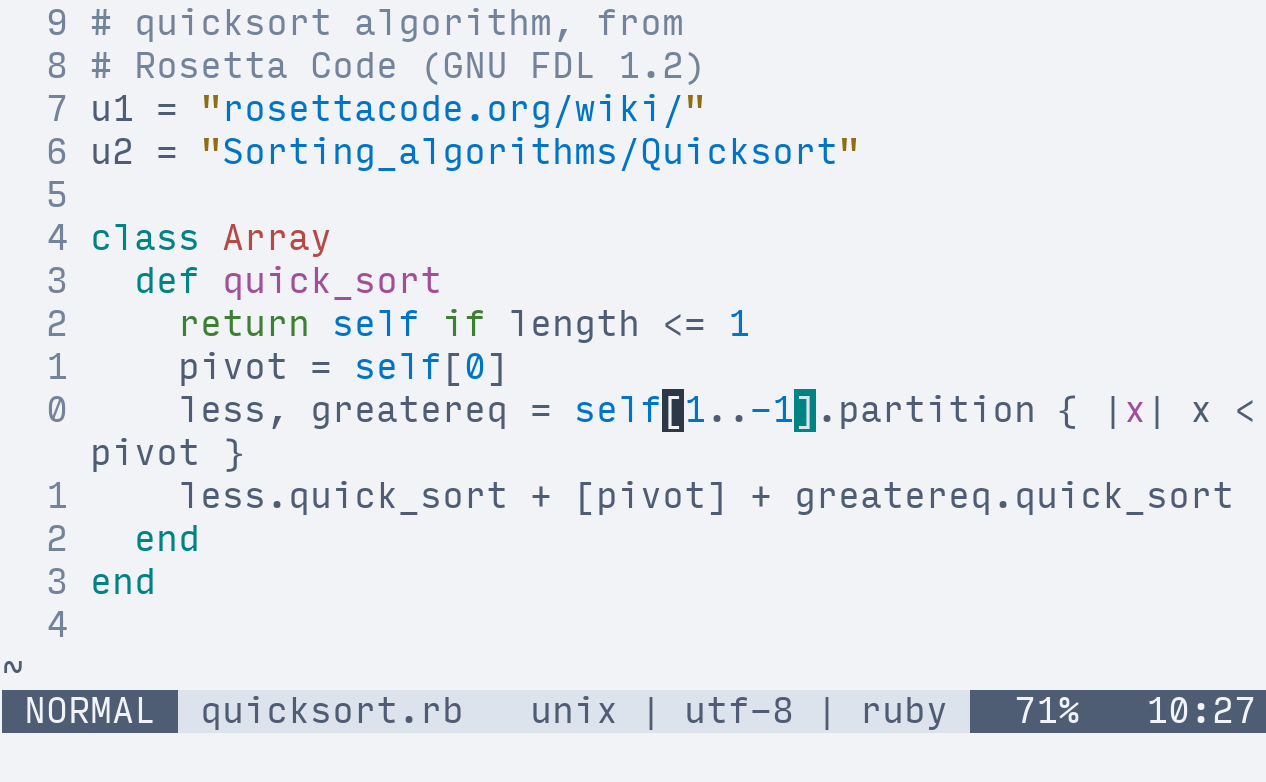 9 # quicksort algorithm, from
8 # Rosetta Code (GNU FDL 1.2)
7 u1 = "rosettacode.org/wiki/"
6 u2 = "Sorting_algorithms/Quicksort"
5
4 class Array
3   def quick_sort
2     return self if length <= 1
1     pivot = self[0]
0     less, greatereq = self[1..-1].partition { |x| x <
pivot }
1     less.quick_sort + [pivot] + greatereq.quick_sort
2   end
3 end
4
~
NORMAL quicksort.rb unix | utf-8 | ruby 71% 10:27